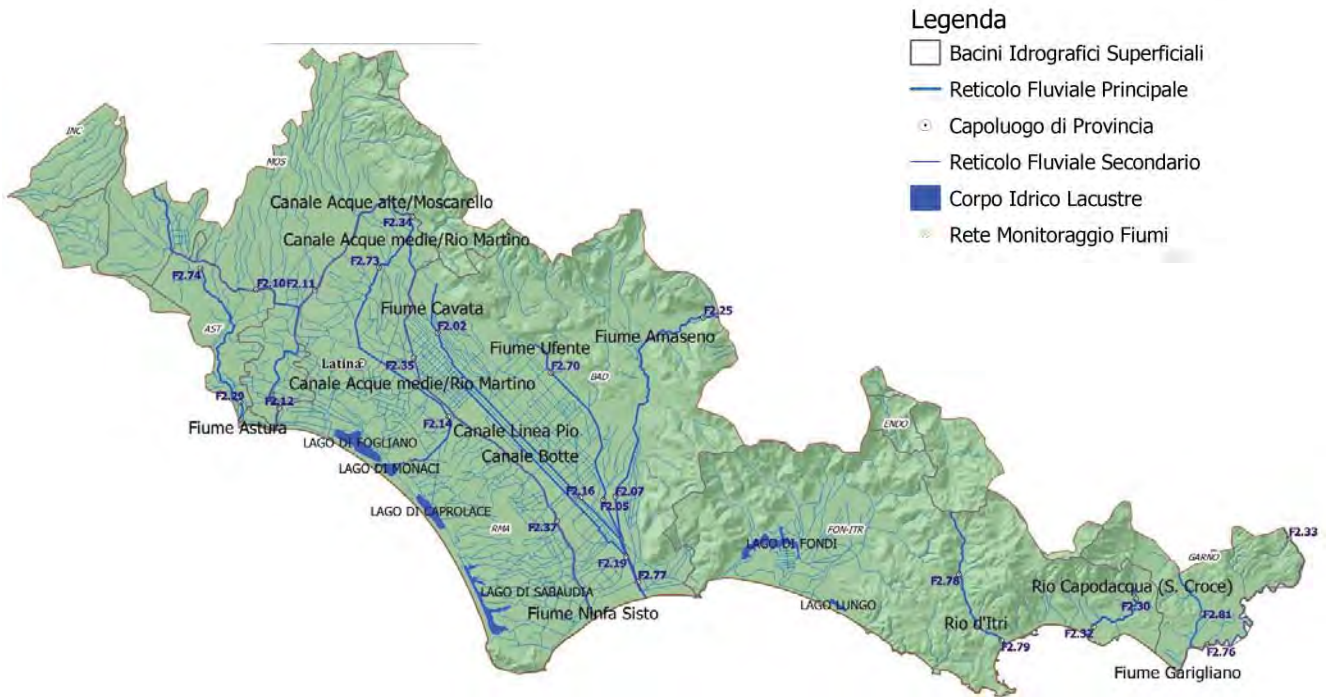 Legenda
Bacini Idrografici Superficiali
Reticolo Fluviale Principale
Capoluogo di Provincia
Reticolo Fluviale Secondario
Corpo Idrico Lacustre
Rete Monitoraggio Fiumi
INC
MOS
Canale Acque alte/Moscarello
F2.34
Canale Acque medie/Rio Martino
F2.73
F2.74
F2.10
F2.11
Fiume Cavata
F2.02
F2.25
AST
Fiume Amaseno
Fiume Ufente
Latina
F2.35
F2.70
BAD
Canale Acque medie/Rio Martino
F2.29
F2.12
Fiume Astura
F2.14
Canale Linea Pio
ENDO
LAGO DI FOGLIANO
Canale Botte
LAGO DI MONACI
F2.16
F2.07
F2.05
LAGO DI CAPROLACE
RMA
F2.37
FON-ITR
F2.33
LAGO DI FONDI
F2.19
GARNO
F2.77
F2.78
LAGO DI SABAUDIA
Rio Capodacqua (S. Croce)
LAGO LUNGO
F2.30
Fiume Ninfa Sisto
F2.81
Rio d'Itri
F2.32
F2.79
F2.76
Fiume Garigliano